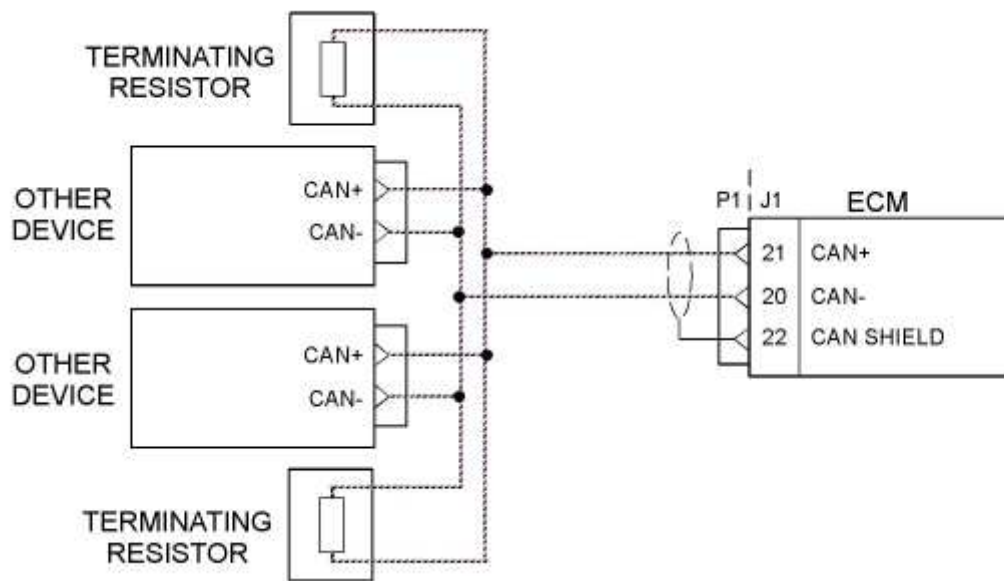 TERMINATING
RESISTOR
OTHER
DEVICE
CAN+
CAN-
P1 J1 ECM
21 CAN+
20 CAN-
22 CAN SHIELD
OTHER
DEVICE
CAN+
CAN-
TERMINATING
RESISTOR